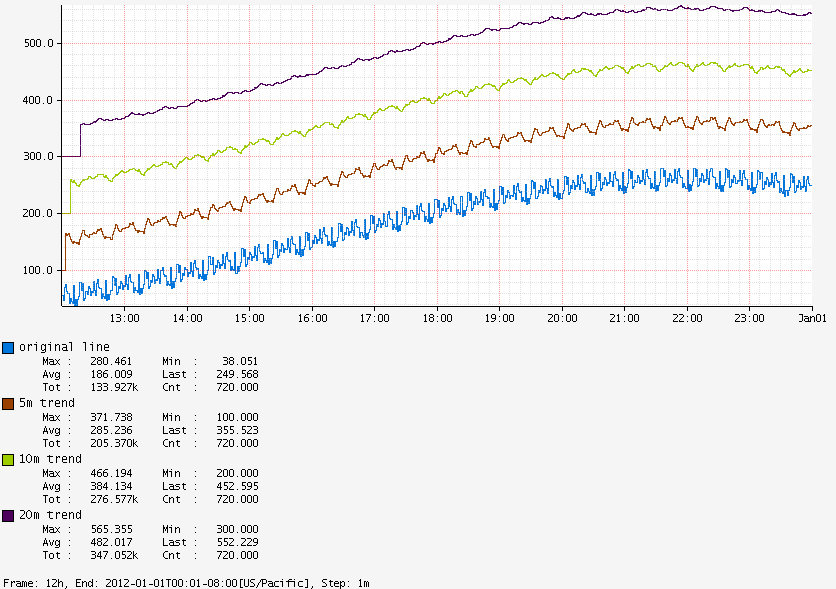 500.0
400.0
300.0
200.0
100.0
13:00 14:00 15:00 16:00 17:00 18:00 19:00 20:00 21:00 22:00 23:00 Jan01
original line
Max : 280.461 Min : 38.051
Avg : 186.009 Last : 249.568
Tot : 133.927k Cnt : 720.000
5m trend
Max : 371.738 Min : 100.000
Avg : 285.236 Last : 355.523
Tot : 205.370k Cnt : 720.000
10m trend
Max : 466.194 Min : 200.000
Avg : 384.134 Last : 452.595
Tot : 276.577k Cnt : 720.000
20m trend
Max : 565.355 Min : 300.000
Avg : 482.017 Last : 552.229
Tot : 347.052k Cnt : 720.000
Frame: 12h, End: 2012-01-01T00:01-08:00[US/Pacific], Step: 1m